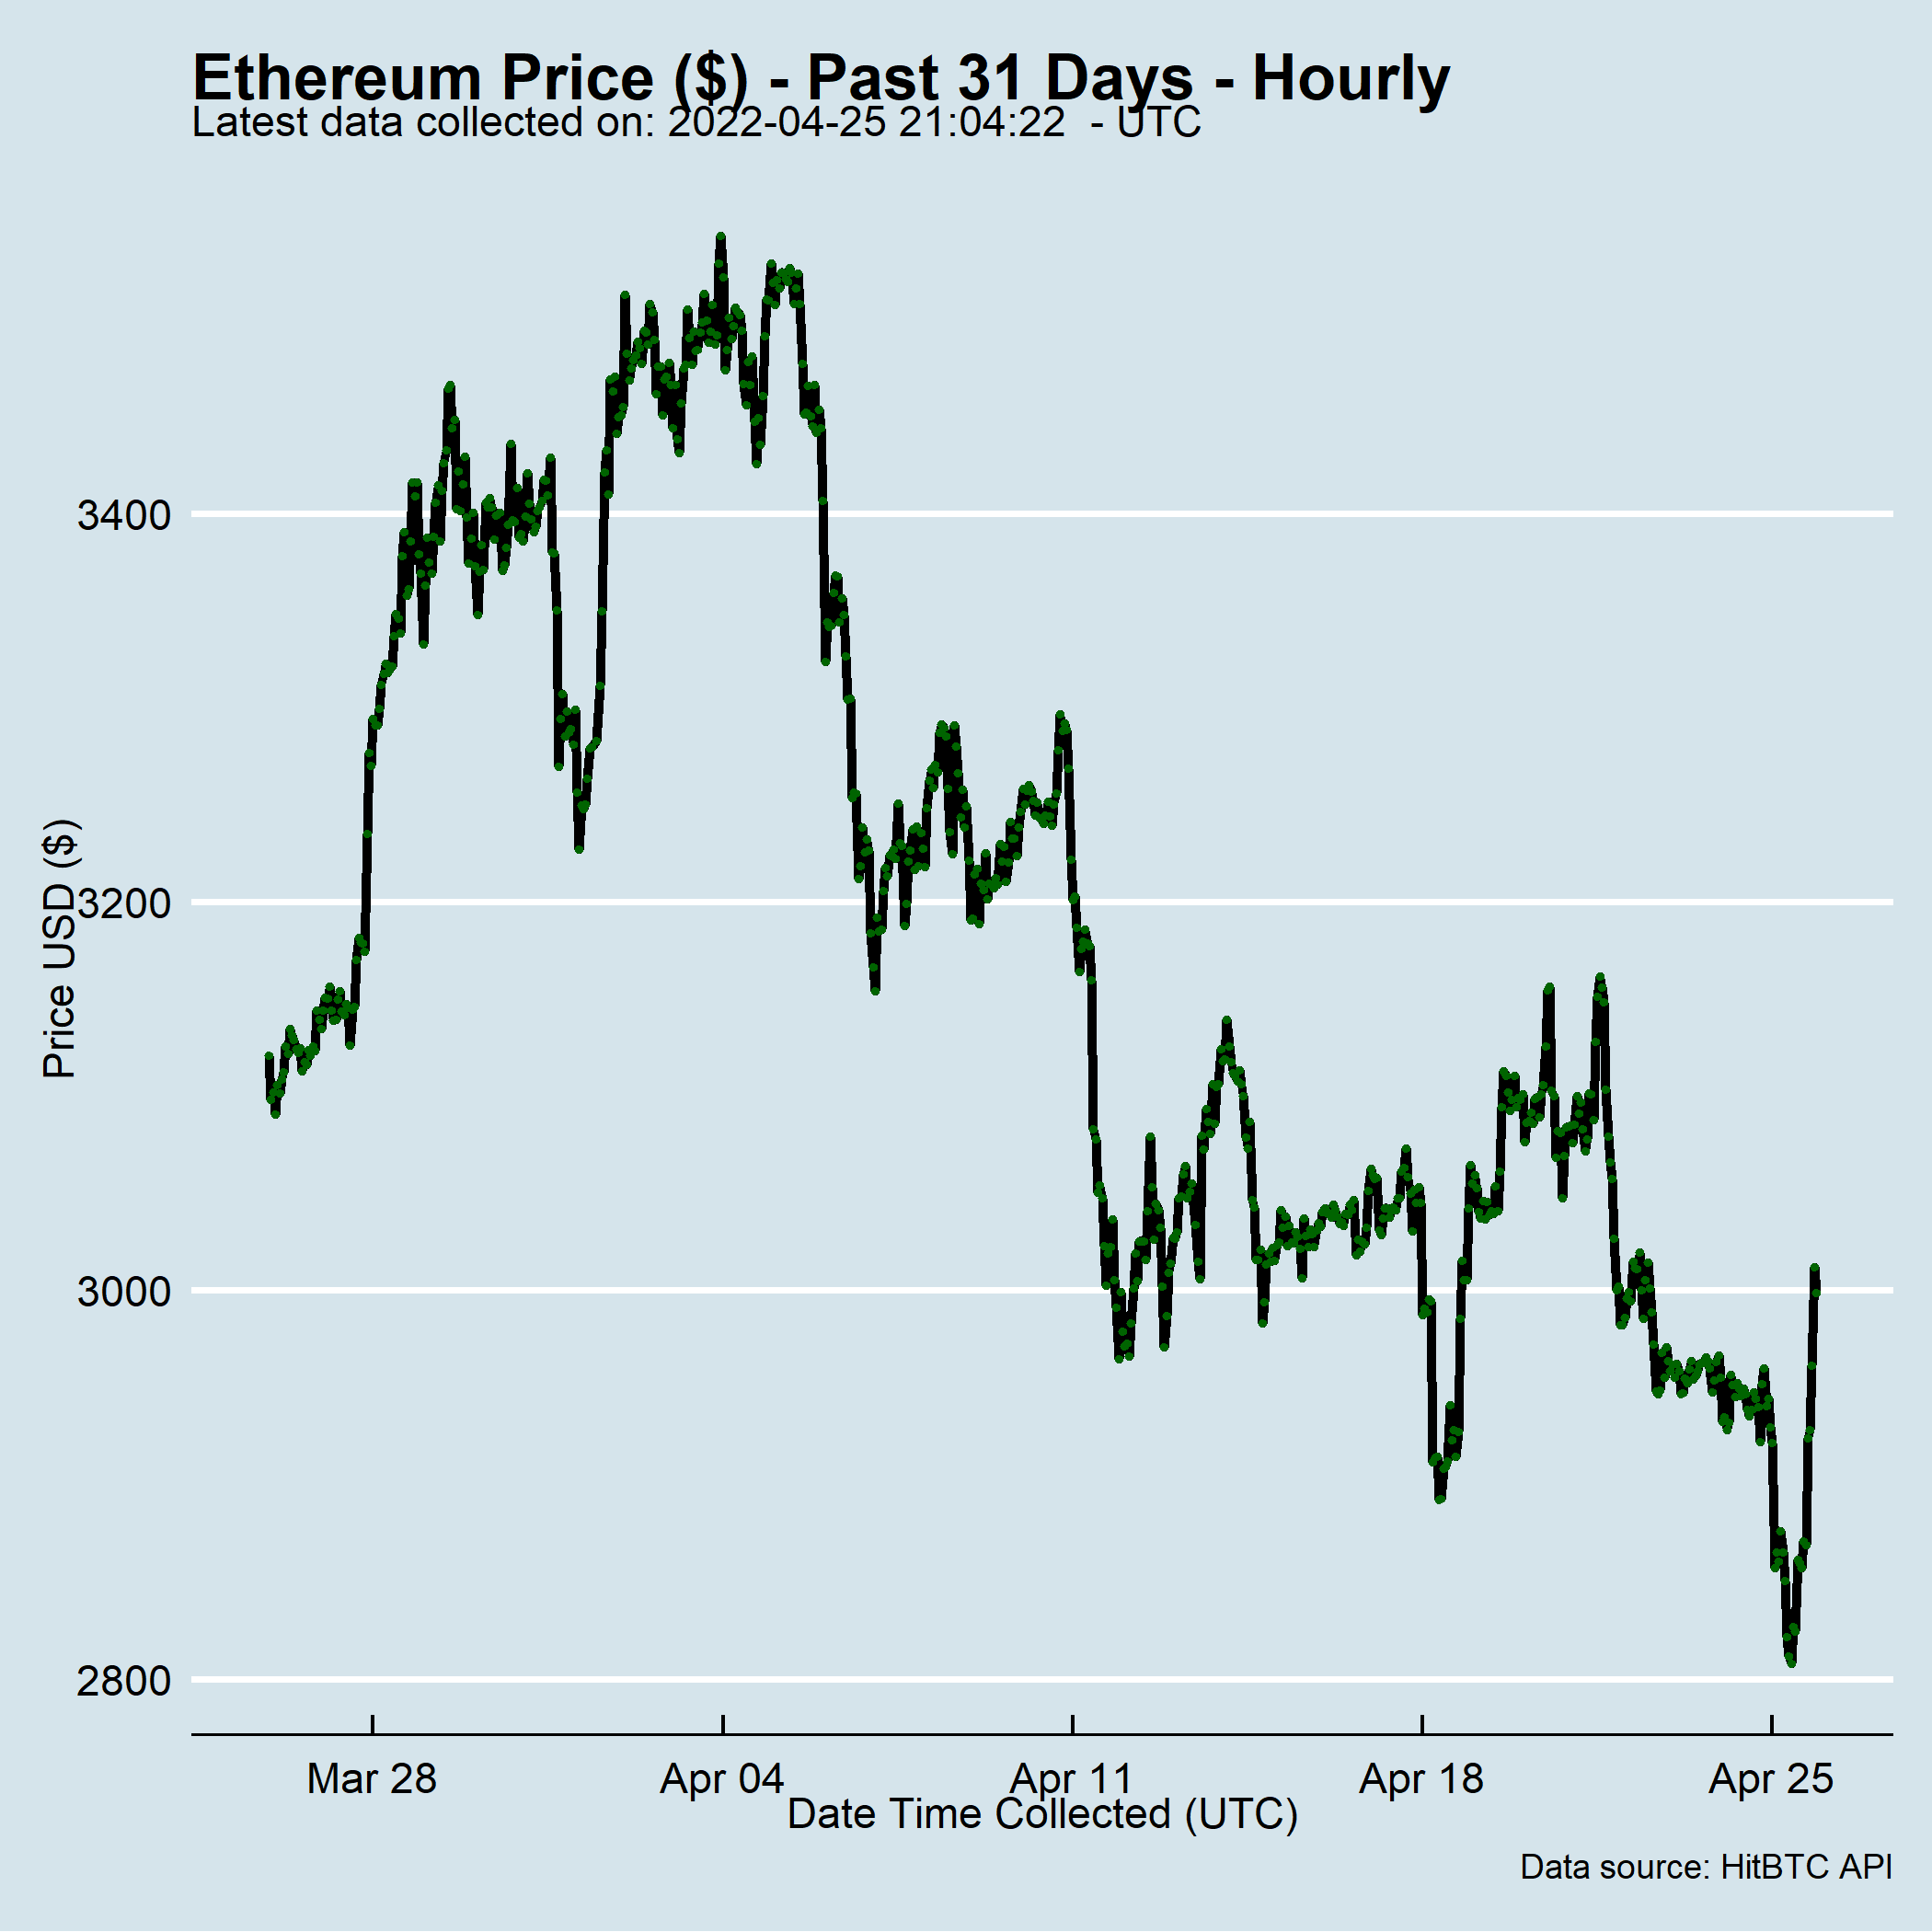 Ethereum Price ($) - Past 31 Days - Hourly
Latest data collected on: 2022-04-25 21:04:22  - UTC
Price USD ($)
3400
3200
3000
2800
Mar 28
Apr 04
Apr 11
Apr 18
Apr 25
Date Time Collected (UTC)
Data source: HitBTC API